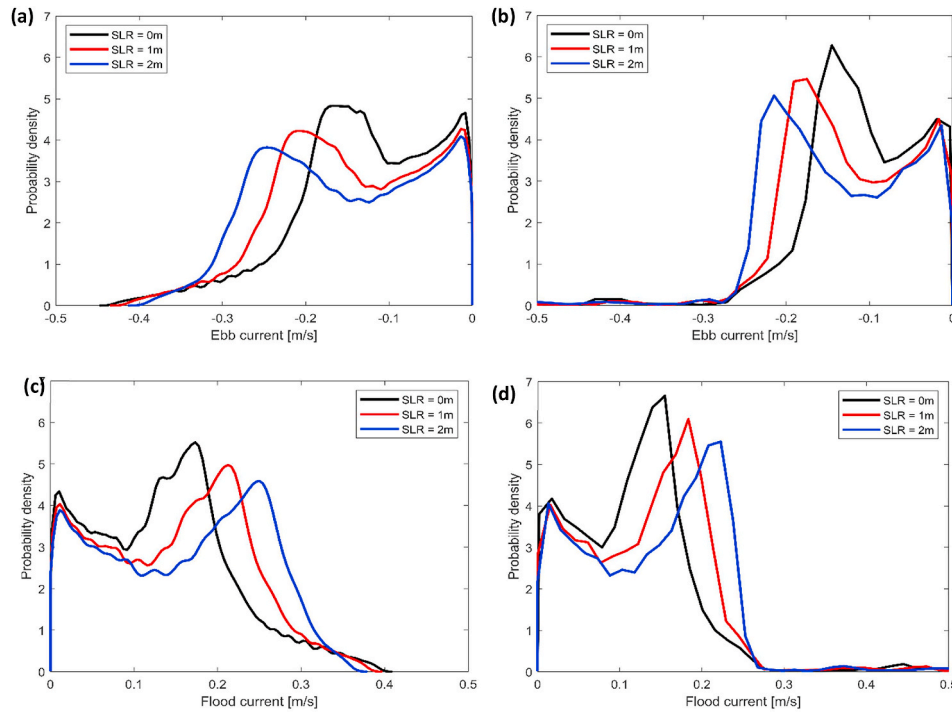 (a)
7
6
5
4
3
2
1
0
Probability density
SLR = 0m
SLR = 1m
SLR = 2m
-0.5 -0.4 -0.3 -0.2 -0.1 0
Ebb current [m/s]
(b)
7
6
5
4
3
2
1
0
Probability density
SLR = 0m
SLR = 1m
SLR = 2m
-0.5 -0.4 -0.3 -0.2 -0.1 0
Ebb current [m/s]
(c)
7
6
5
4
3
2
1
0
Probability density
SLR = 0m
SLR = 1m
SLR = 2m
0 0.1 0.2 0.3 0.4 0.5
Flood current [m/s]
(d)
7
6
5
4
3
2
1
0
Probability density
SLR = 0m
SLR = 1m
SLR = 2m
0 0.1 0.2 0.3 0.4 0.5
Flood current [m/s]